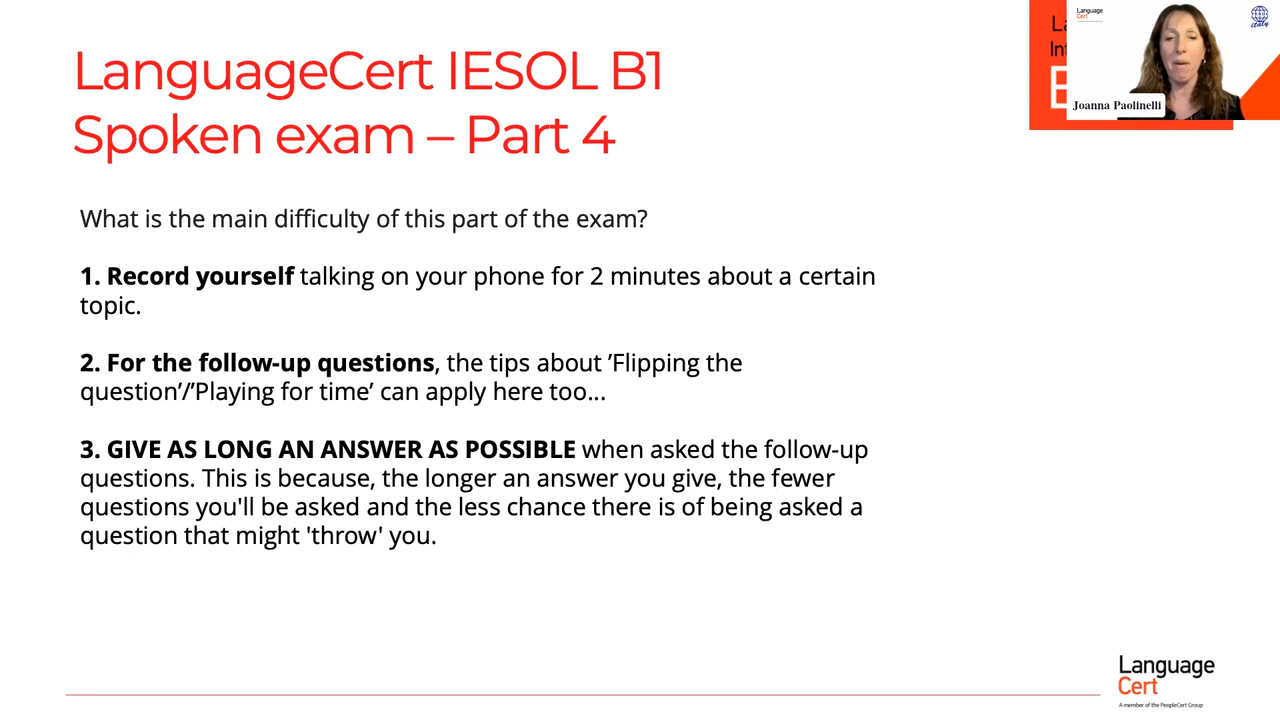 LanguageCert IESOL B1
Spoken exam – Part 4
What is the main difficulty of this part of the exam?
1. Record yourself talking on your phone for 2 minutes about a certain
topic.
2. For the follow-up questions, the tips about ’Flipping the
question’/’Playing for time’ can apply here too...
3. GIVE AS LONG AN ANSWER AS POSSIBLE when asked the follow-up
questions. This is because, the longer an answer you give, the fewer
questions you'll be asked and the less chance there is of being asked a
question that might 'throw' you.
Language
Cert
Joanna Paolinelli
Language
Cert
A member of the PeopleCert Group